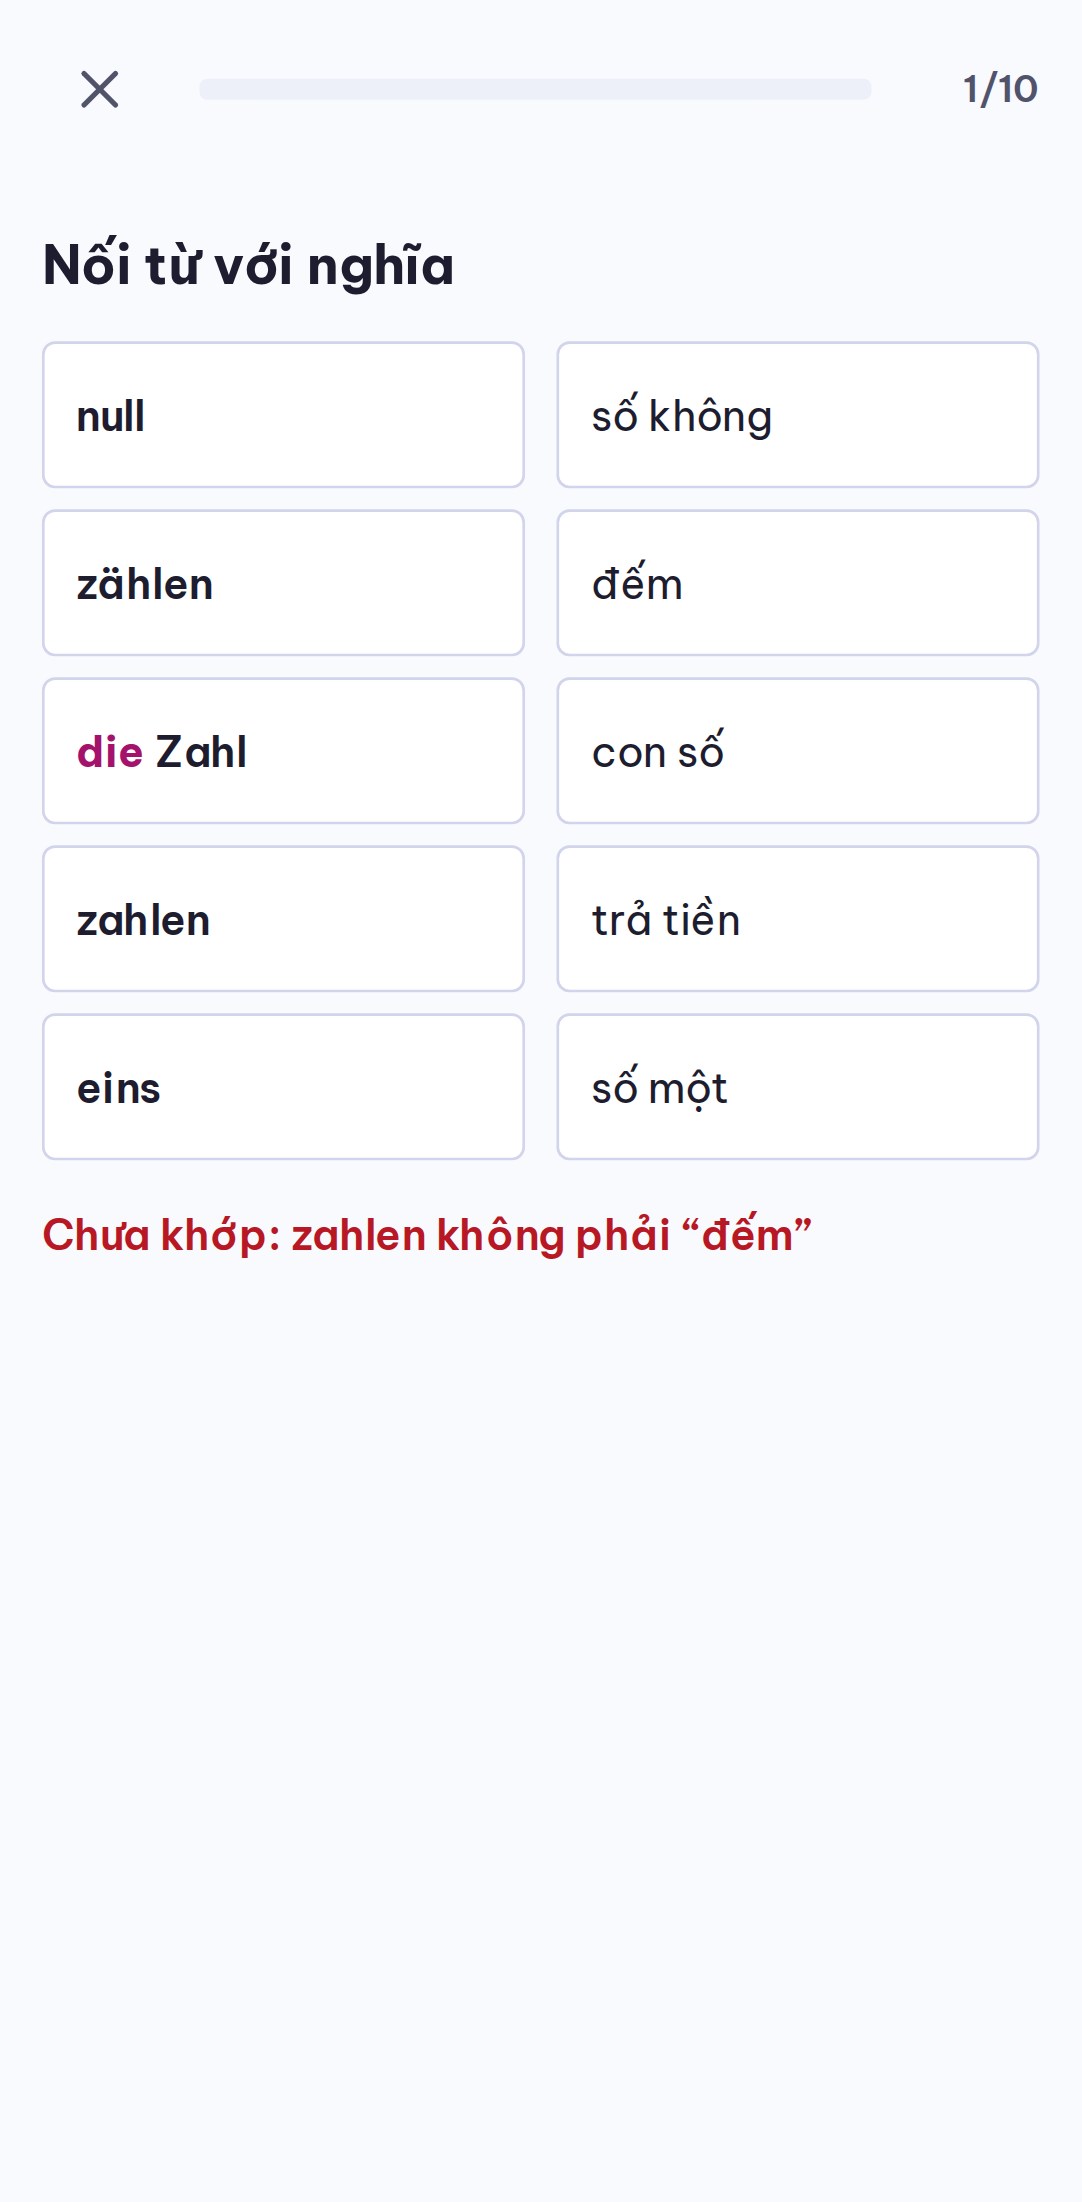 1/10
Nối từ với nghĩa
null
số không
zählen
đếm
die Zahl
con số
zahlen
trả tiền
eins
số một
Chưa khớp: zahlen không phải “đếm”